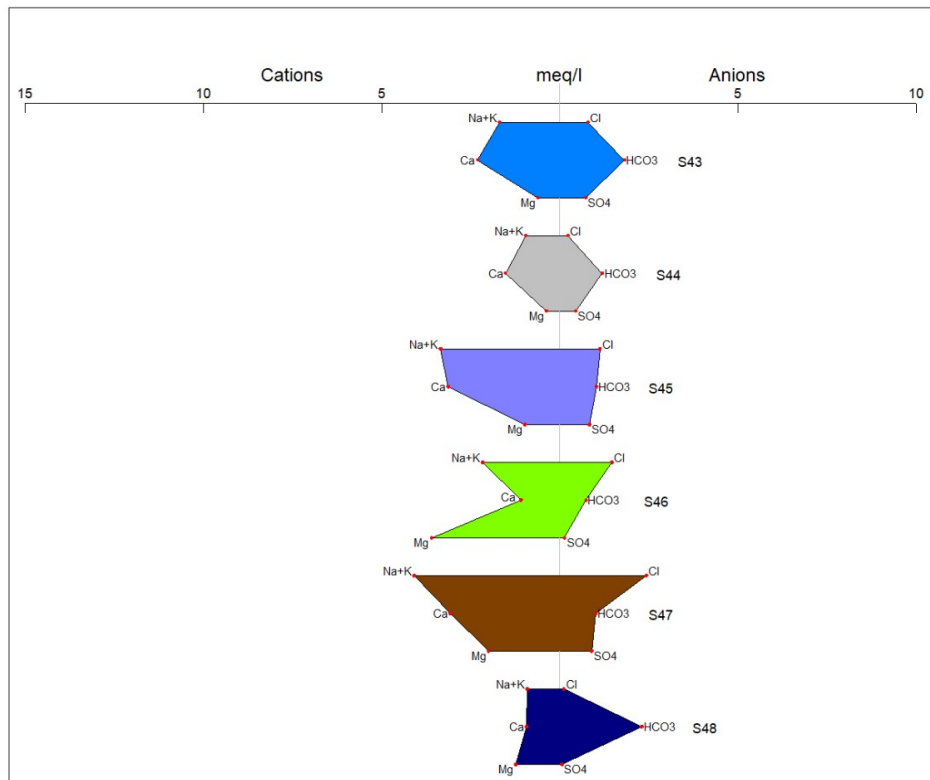 Cations meq/l Anions
15 10 5 5 10
Na+K Cl
Ca HCO3 S43
Mg SO4
Na+K Cl
Ca HCO3 S44
Mg SO4
Na+K Cl
Ca HCO3 S45
Mg SO4
Na+K Cl
Ca HCO3 S46
Mg SO4
Na+K Cl
Ca HCO3 S47
Mg SO4
Na+K Cl
Ca HCO3 S48
Mg SO4